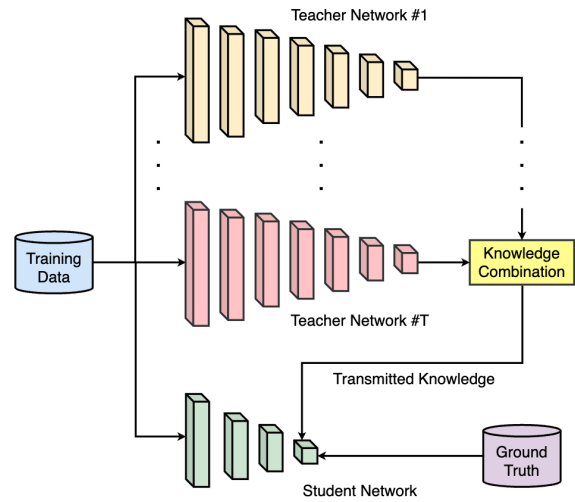 Teacher Network #1
Training
Data
Knowledge
Combination
Teacher Network #T
Transmitted Knowledge
Ground
Truth
Student Network